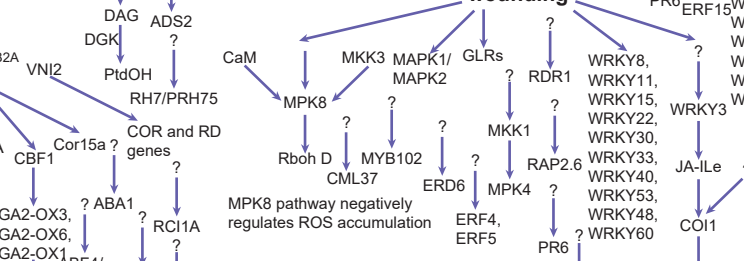 wounding
DAG
ADS2
PR6
ERF15
DGK
?
?
CaM
MKK3
MAPK1/
MAPK2
GLRs
?
VNI2
PtdOH
RH7/PRH75
MPK8
?
?
RDR1
WRKY8,
WRKY11,
WRKY15,
WRKY22,
WRKY30,
WRKY33,
WRKY40,
WRKY53,
WRKY48,
WRKY60
WRKY3
COR and RD
genes
Cor15a
?
CBF1
?
Rboh D
?
MYB102
?
MKK1
?
CML37
ERD6
?
MPK4
RAP2.6
JA-ILe
GA2-OX3,
GA2-OX6,
GA2-OX1
?
ABA1
?
RCI1A
?
MPK8 pathway negatively
regulates ROS accumulation
ERF4,
ERF5
?
PR6
?
COI1